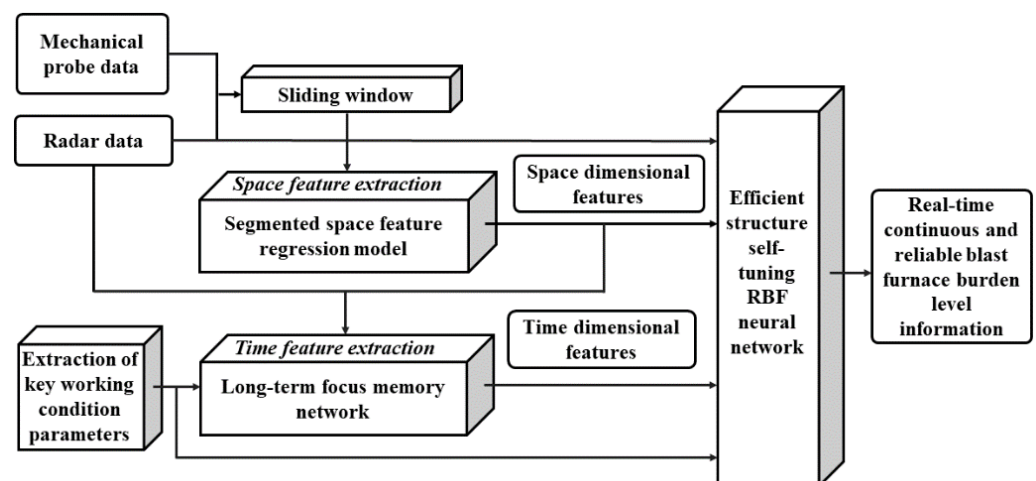 Mechanical
probe data
Sliding window
Radar data
Space feature extraction
Segmented space feature
regression model
Space dimensional
features
Efficient
structure
self-
tuning
RBF
neural
network
Real-time
continuous and
reliable blast
furnace burden
level
information
Extraction of
key working
condition
parameters
Time feature extraction
Long-term focus memory
network
Time dimensional
features